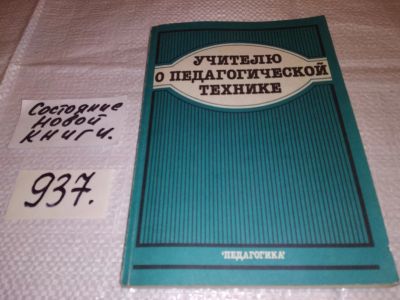 УЧИТЕЛЮ
О ПЕДАГОГИЧЕСКОЙ
ТЕХНИКЕ
"ПЕДАГОГИКА"
Состояние
новой
книги.
937.